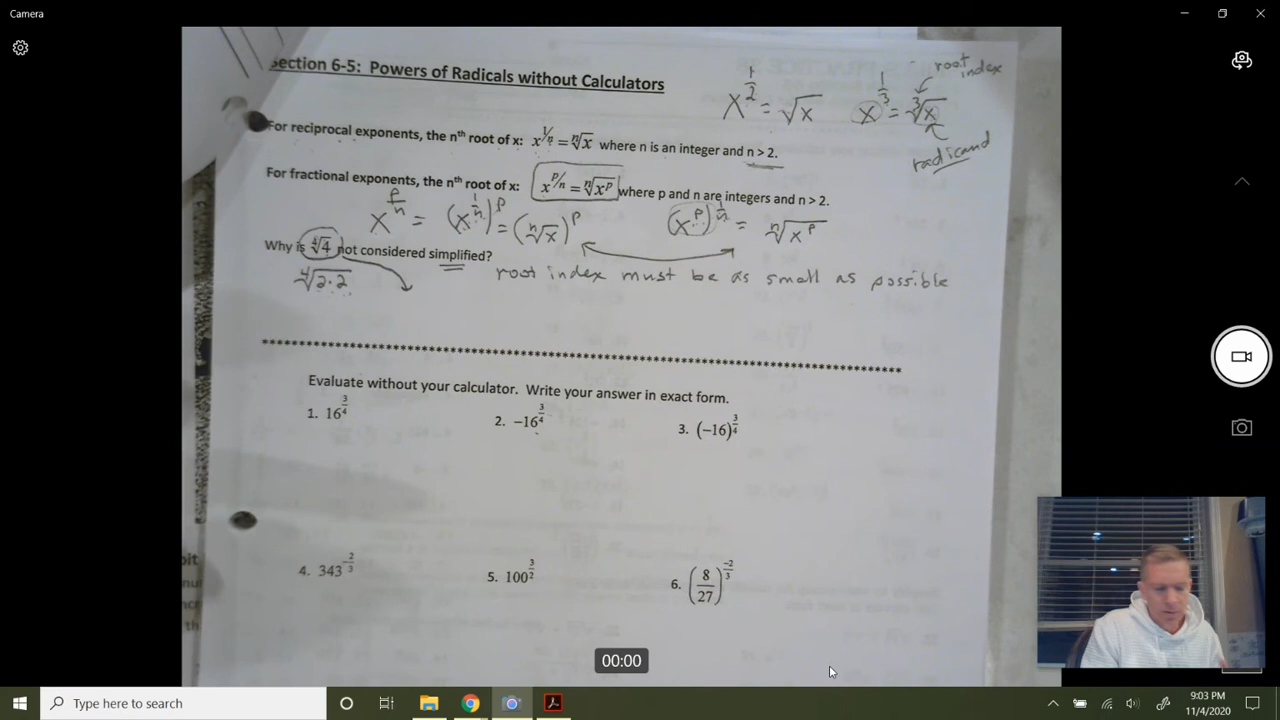 Camera
Section 6-5: Powers of Radicals without Calculators
x^{1/2} = √x
x^{1/3} = ∛x
root index
radicand
For reciprocal exponents, the nth root of x: x^{1/n} = ⁿ√x where n is an integer and n > 2.
For fractional exponents, the nth root of x: x^{p/n} = ⁿ√x^p where p and n are integers and n > 2.
x^{p/n} = (x^{1/n})^p = (ⁿ√x)^p
(x^p)^{1/n} = ⁿ√x^p
Why is ⁴√4 not considered simplified?
⁴√2·2
root index must be as small as possible
******************************************************************************************
Evaluate without your calculator. Write your answer in exact form.
1. 16^{3/4}
2. −16^{3/4}
3. (−16)^{3/4}
4. 343^{−2/3}
5. 100^{3/2}
6. (8/27)^{−2/3}
00:00
Type here to search
9:03 PM
11/4/2020